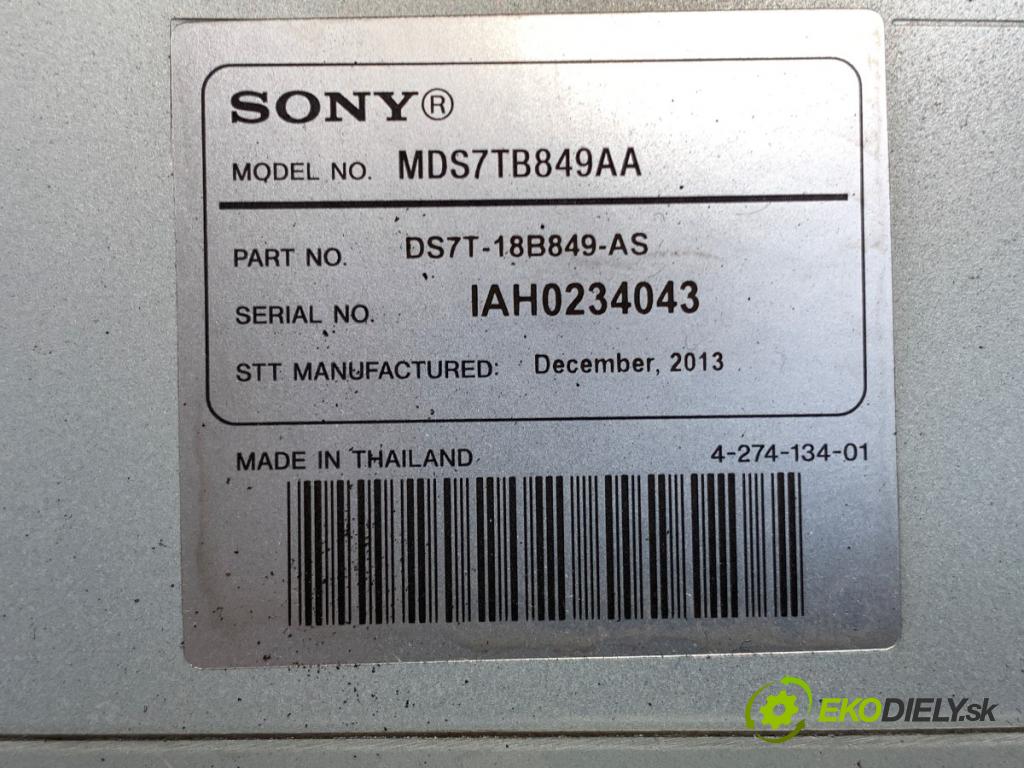 SONY®
MODEL NO. MDS7TB849AA
PART NO. DS7T-18B849-AS
SERIAL NO. IAH0234043
STT MANUFACTURED: December, 2013
MADE IN THAILAND 4-274-134-01
EKODIELY.sk